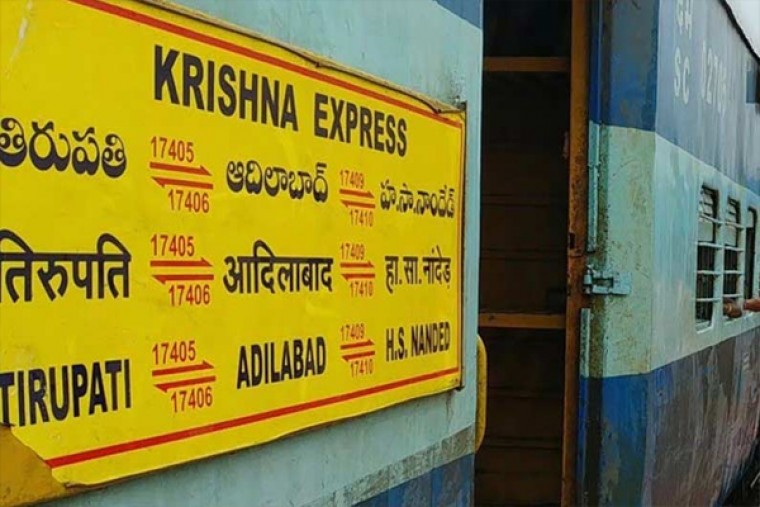 KRISHNA EXPRESS
తిరుపతి 17405 17406 ఆదిలాబాద్ 17409 17410 హ.సా.నాందేడ్
तिरुपति 17405 17406 आदिलाबाद 17409 17410 हा.सा.नांदेड़
TIRUPATI 17405 17406 ADILABAD 17409 17410 H.S. NANDED
SC